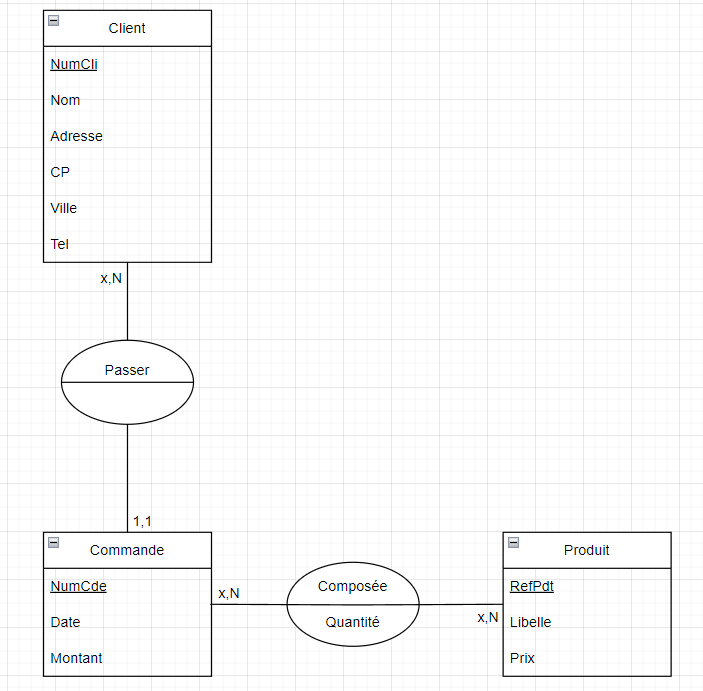 Client
NumCli
Nom
Adresse
CP
Ville
Tel
x,N
Passer
1,1
Commande
NumCde
Date
Montant
x,N
Composée
Quantité
x,N
Produit
RefPdt
Libelle
Prix